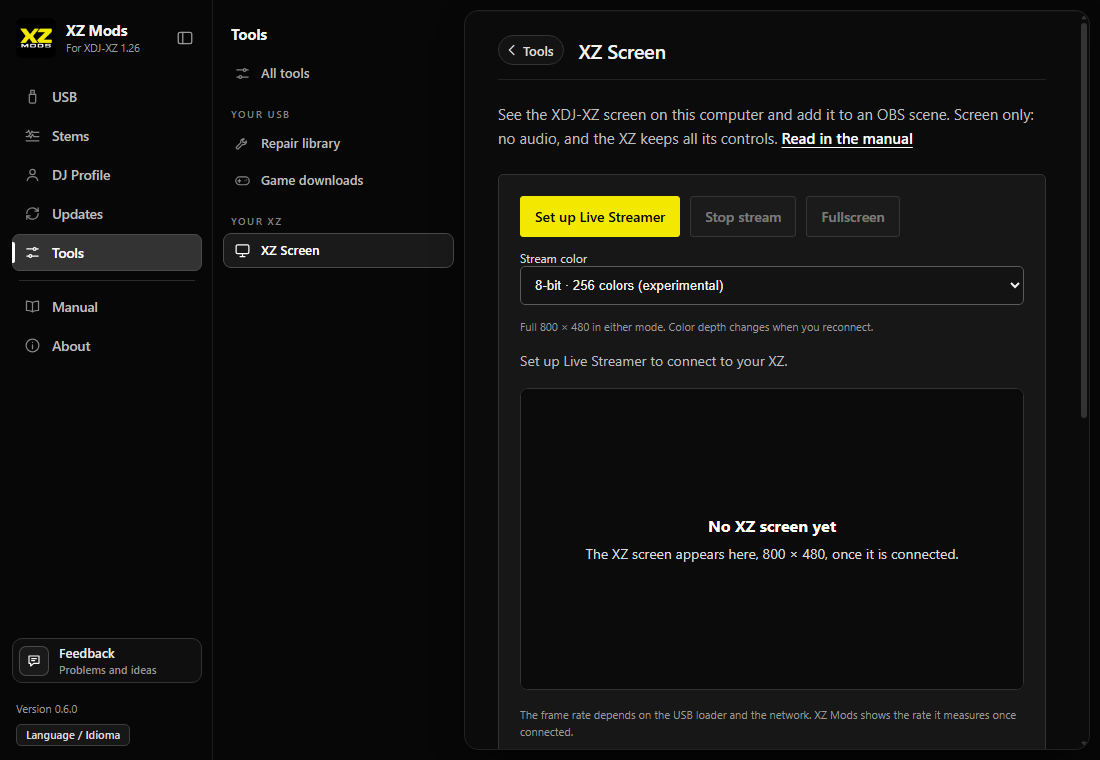 XZ
MODS
XZ Mods
For XDJ-XZ 1.26
USB
Stems
DJ Profile
Updates
Tools
Manual
About
Feedback
Problems and ideas
Version 0.6.0
Language / Idioma
Tools
All tools
YOUR USB
Repair library
Game downloads
YOUR XZ
XZ Screen
Tools
XZ Screen
See the XDJ-XZ screen on this computer and add it to an OBS scene. Screen only:
no audio, and the XZ keeps all its controls. Read in the manual
Set up Live Streamer
Stop stream
Fullscreen
Stream color
8-bit · 256 colors (experimental)
Full 800 × 480 in either mode. Color depth changes when you reconnect.
Set up Live Streamer to connect to your XZ.
No XZ screen yet
The XZ screen appears here, 800 × 480, once it is connected.
The frame rate depends on the USB loader and the network. XZ Mods shows the rate it measures once
connected.